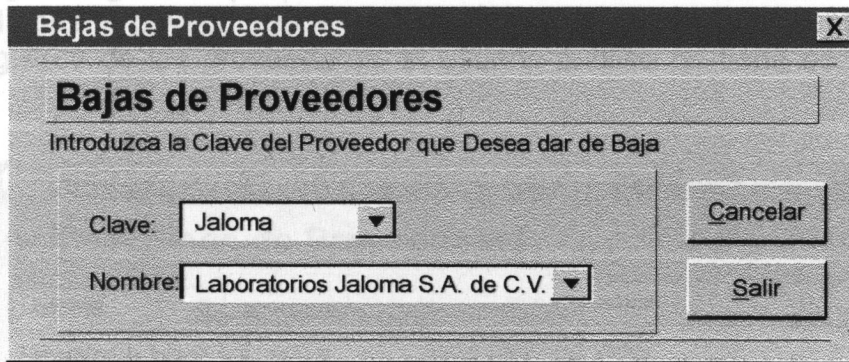 Bajas de Proveedores X
Bajas de Proveedores
Introduzca la Clave del Proveedor que Desea dar de Baja
Clave: Jaloma
Cancelar
Nombre: Laboratorios Jaloma S.A. de C.V.
Salir